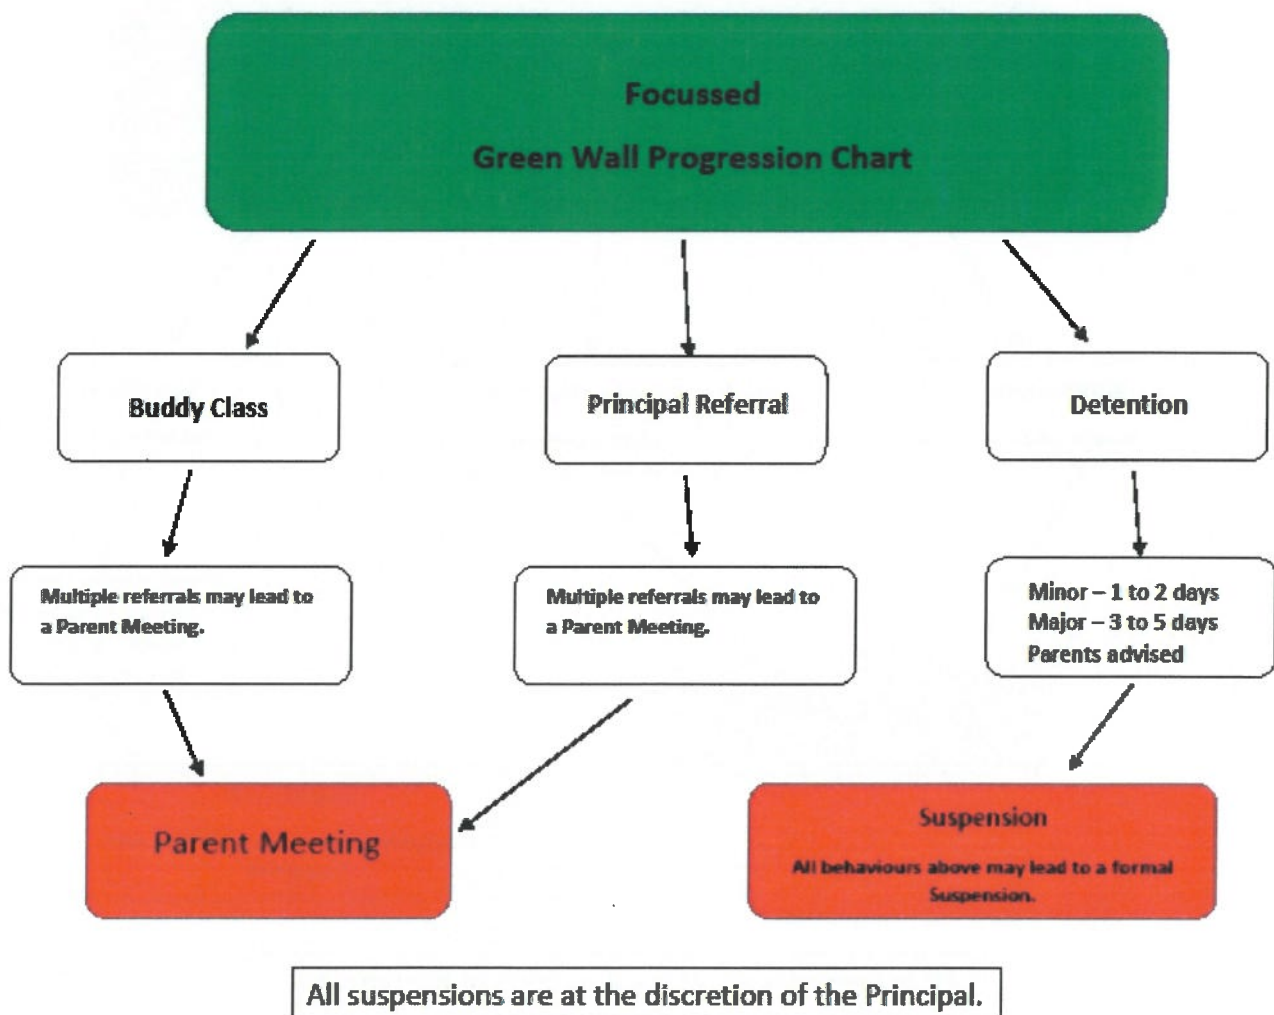 Focussed
Green Wall Progression Chart
Buddy Class
Principal Referral
Detention
Multiple referrals may lead to
a Parent Meeting.
Multiple referrals may lead to
a Parent Meeting.
Minor – 1 to 2 days
Major – 3 to 5 days
Parents advised
Parent Meeting
Suspension
All behaviours above may lead to a formal
Suspension.
All suspensions are at the discretion of the Principal.